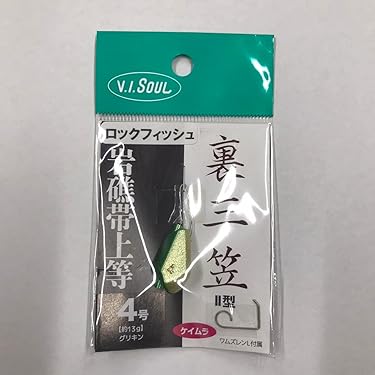 V.I.SOUL
ロックフィッシュ
岩礁帯上等
4号
【約13g】
グリキン
裏三笠
II型
ケイムラ
ワムズレンL付属